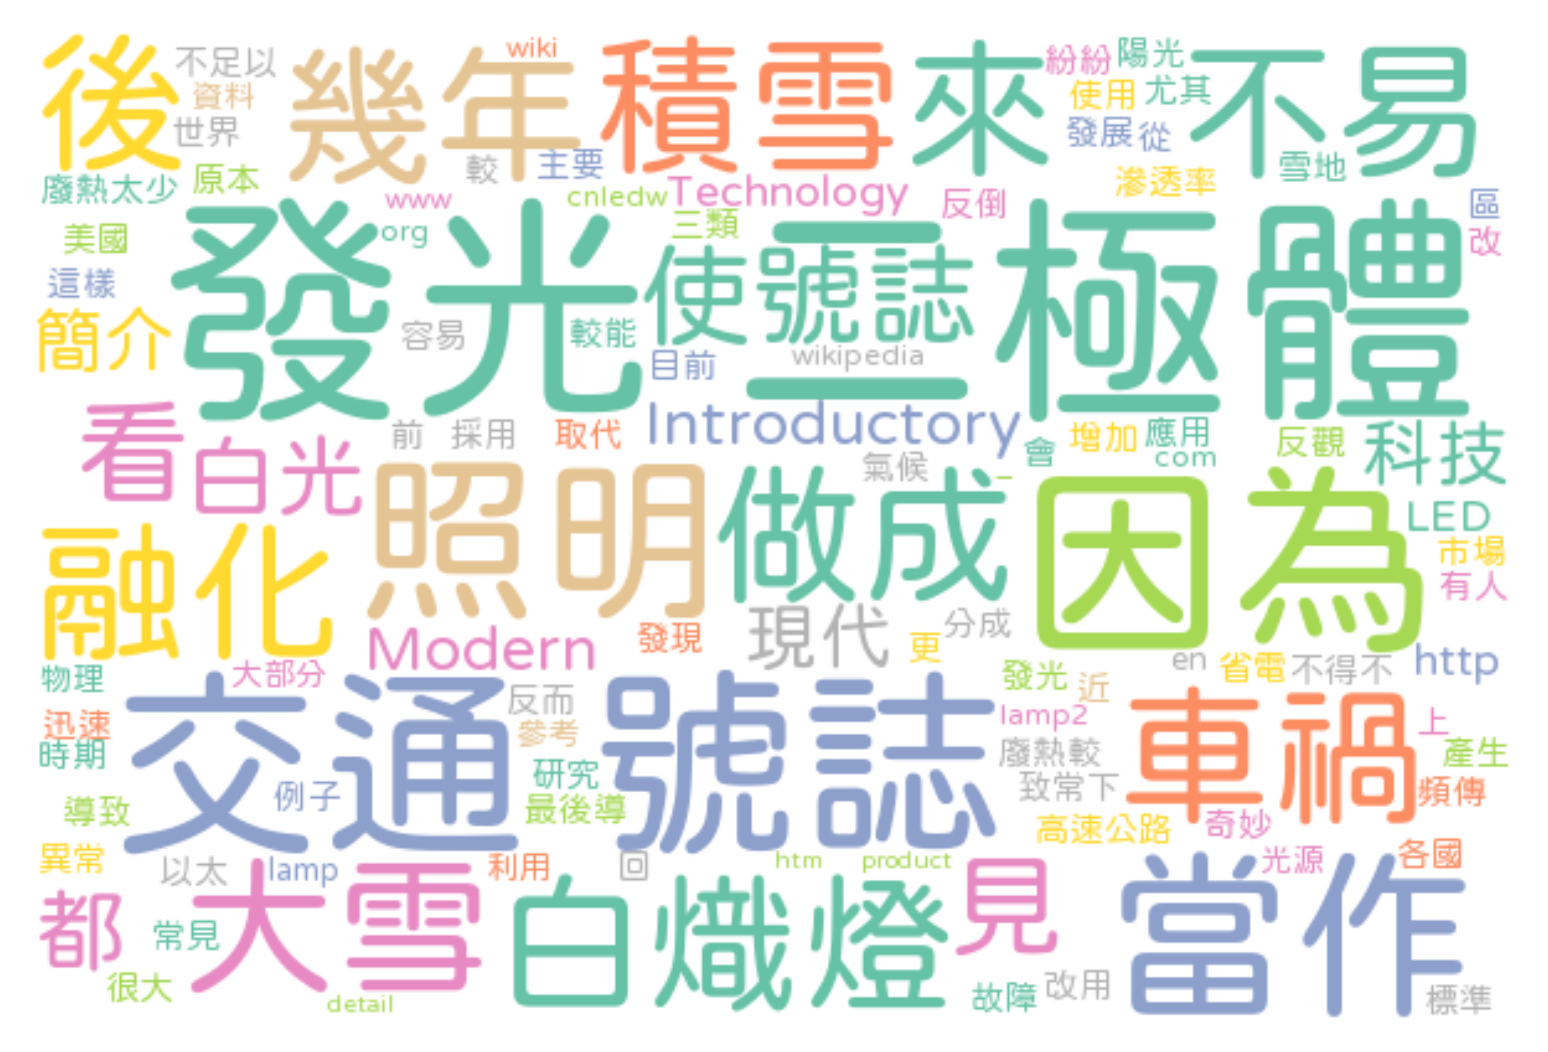 後 不足以 幾年 wiki 積雪 來 紛紛 陽光 不易
資料 使用 尤其
世界 較 主要 發展 從 雪地
廢熱太少 原本 www cnledw Technology 反倒 滲透率 區
美國 org 三類 改
這樣 發光二極體 使 號誌
簡介 容易 較能 目前 wikipedia
看 白光 前 採用 取代 Introductory 會 增加 應用 反觀 科技
氣候 com
融化 照明 做成 _ 因為 LED
市場
有人
Modern 發現 現代 更 分成
物理 大部分 反而 發光 近 en 省電 不得不 http
迅速 交通號誌 參考 lamp2 車禍 上
時期 研究 廢熱較 產生
導致 例子 最後導 致常下 頻傳
高速公路 奇妙
異常 以太 lamp 利用 回 htm product 光源 各國
都 常見 大雪 白熾燈 見 當作
很大 detail 故障 改用 標準